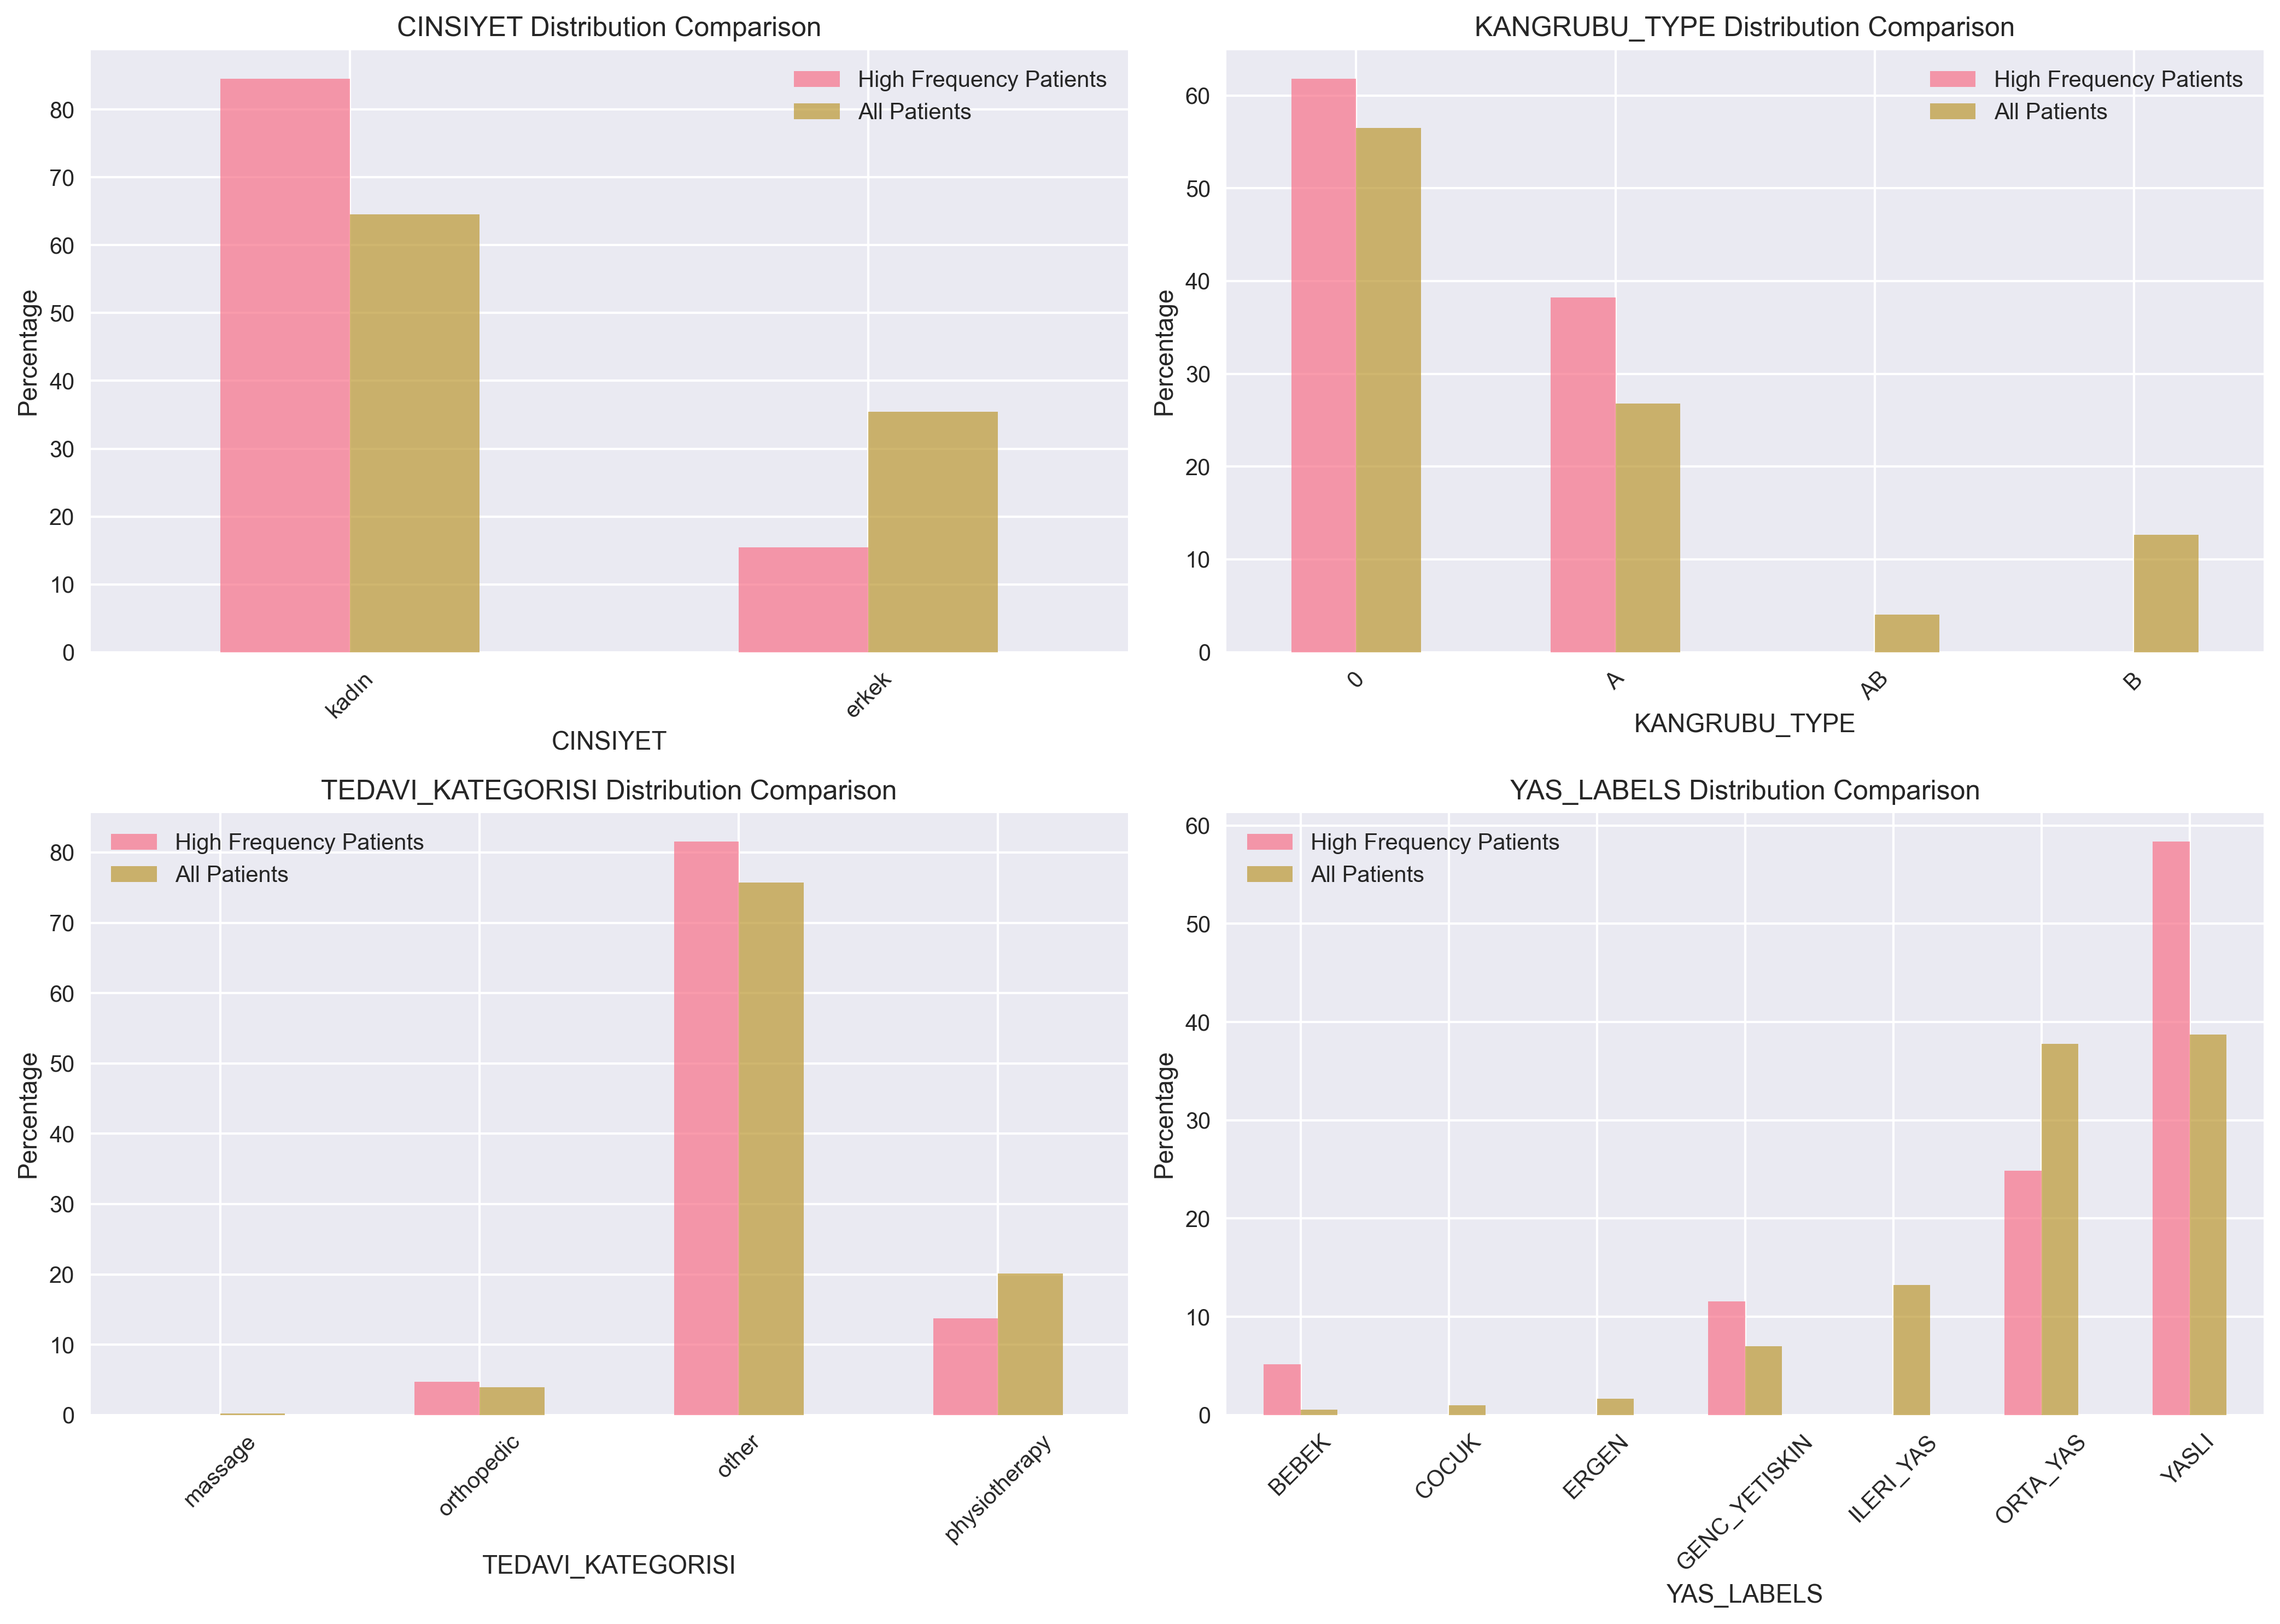 CINSIYET Distribution Comparison
High Frequency Patients
All Patients
Percentage
80
70
60
50
40
30
20
10
0
kadın
erkek
CINSIYET
KANGRUBU_TYPE Distribution Comparison
High Frequency Patients
All Patients
Percentage
60
50
40
30
20
10
0
0
A
AB
B
KANGRUBU_TYPE
TEDAVI_KATEGORISI Distribution Comparison
High Frequency Patients
All Patients
Percentage
80
70
60
50
40
30
20
10
0
massage
orthopedic
other
physiotherapy
TEDAVI_KATEGORISI
YAS_LABELS Distribution Comparison
High Frequency Patients
All Patients
Percentage
60
50
40
30
20
10
0
BEBEK
COCUK
ERGEN
GENC_YETISKIN
ILERI_YAS
ORTA_YAS
YASLI
YAS_LABELS